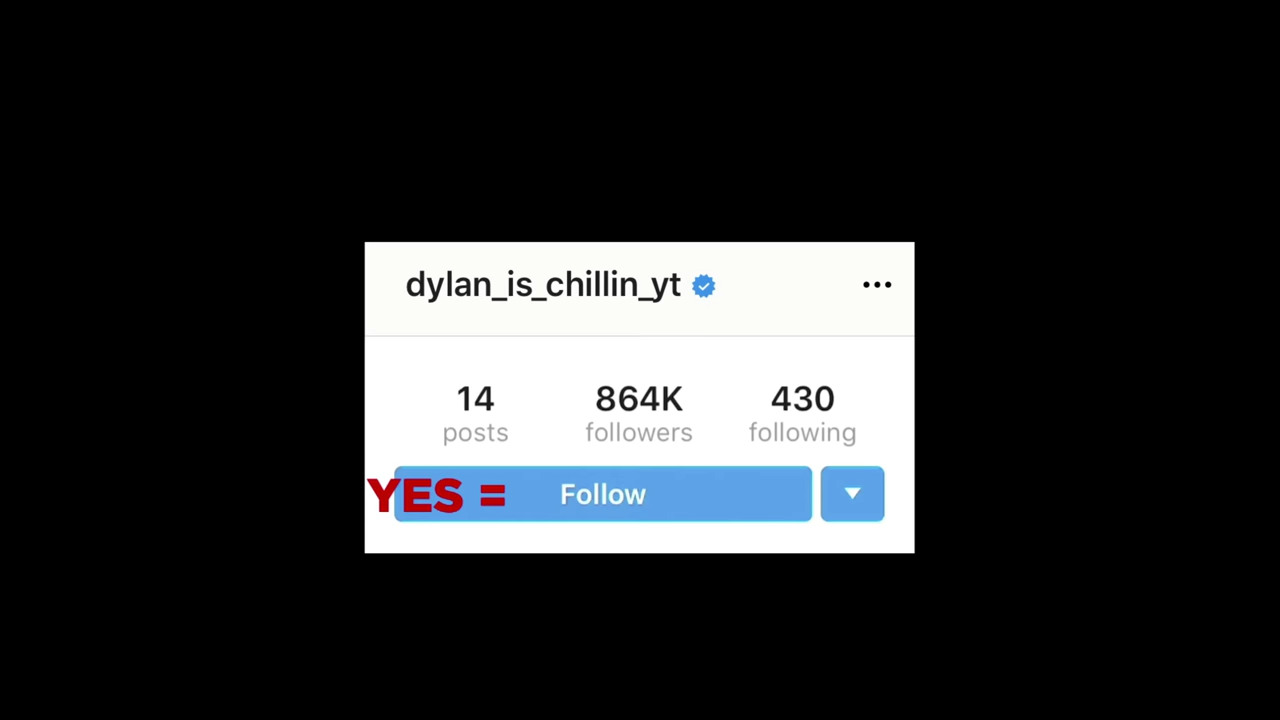 dylan_is_chillin_yt
14 864K 430
posts followers following
YES = Follow